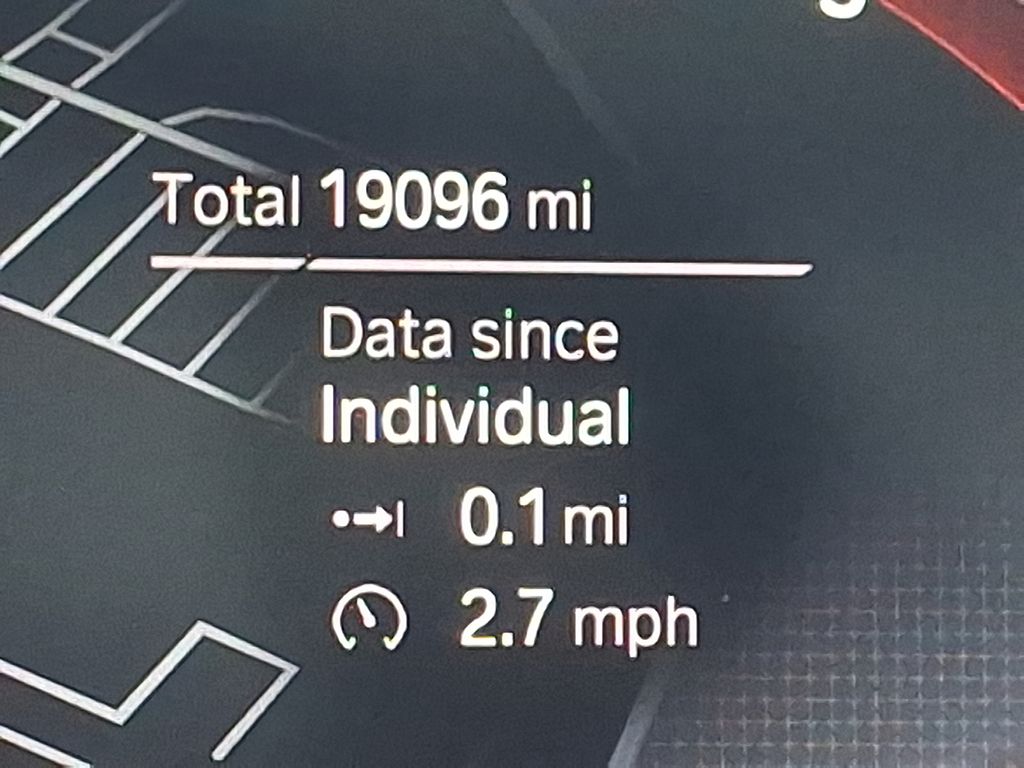 Total 19096 mi
Data since
Individual
0.1 mi
2.7 mph